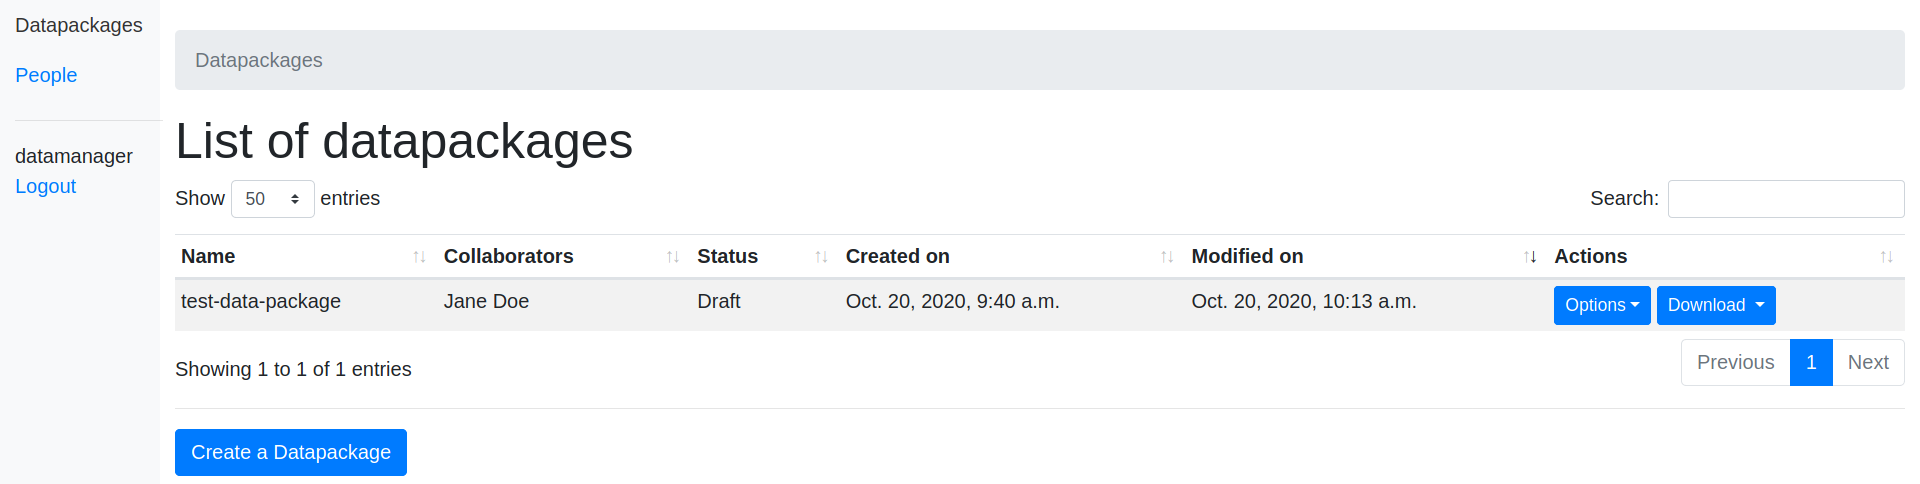 Datapackages
People
datamanager
Logout
Datapackages
List of datapackages
Show 50 entries Search:
Name Collaborators Status Created on Modified on Actions
test-data-package Jane Doe Draft Oct. 20, 2020, 9:40 a.m. Oct. 20, 2020, 10:13 a.m. Options Download
Showing 1 to 1 of 1 entries Previous 1 Next
Create a Datapackage